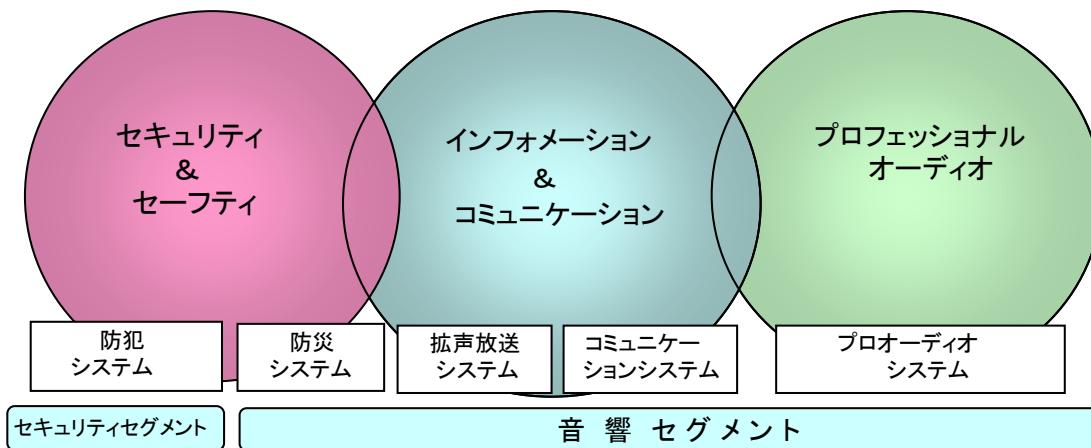 セキュリティ
&
セーフティ
インフォメーション
&
コミュニケーション
プロフェッショナル
オーディオ
防犯
システム
防災
システム
拡声放送
システム
コミュニケー
ションシステム
プロオーディオ
システム
セキュリティセグメント
音 響 セグメント